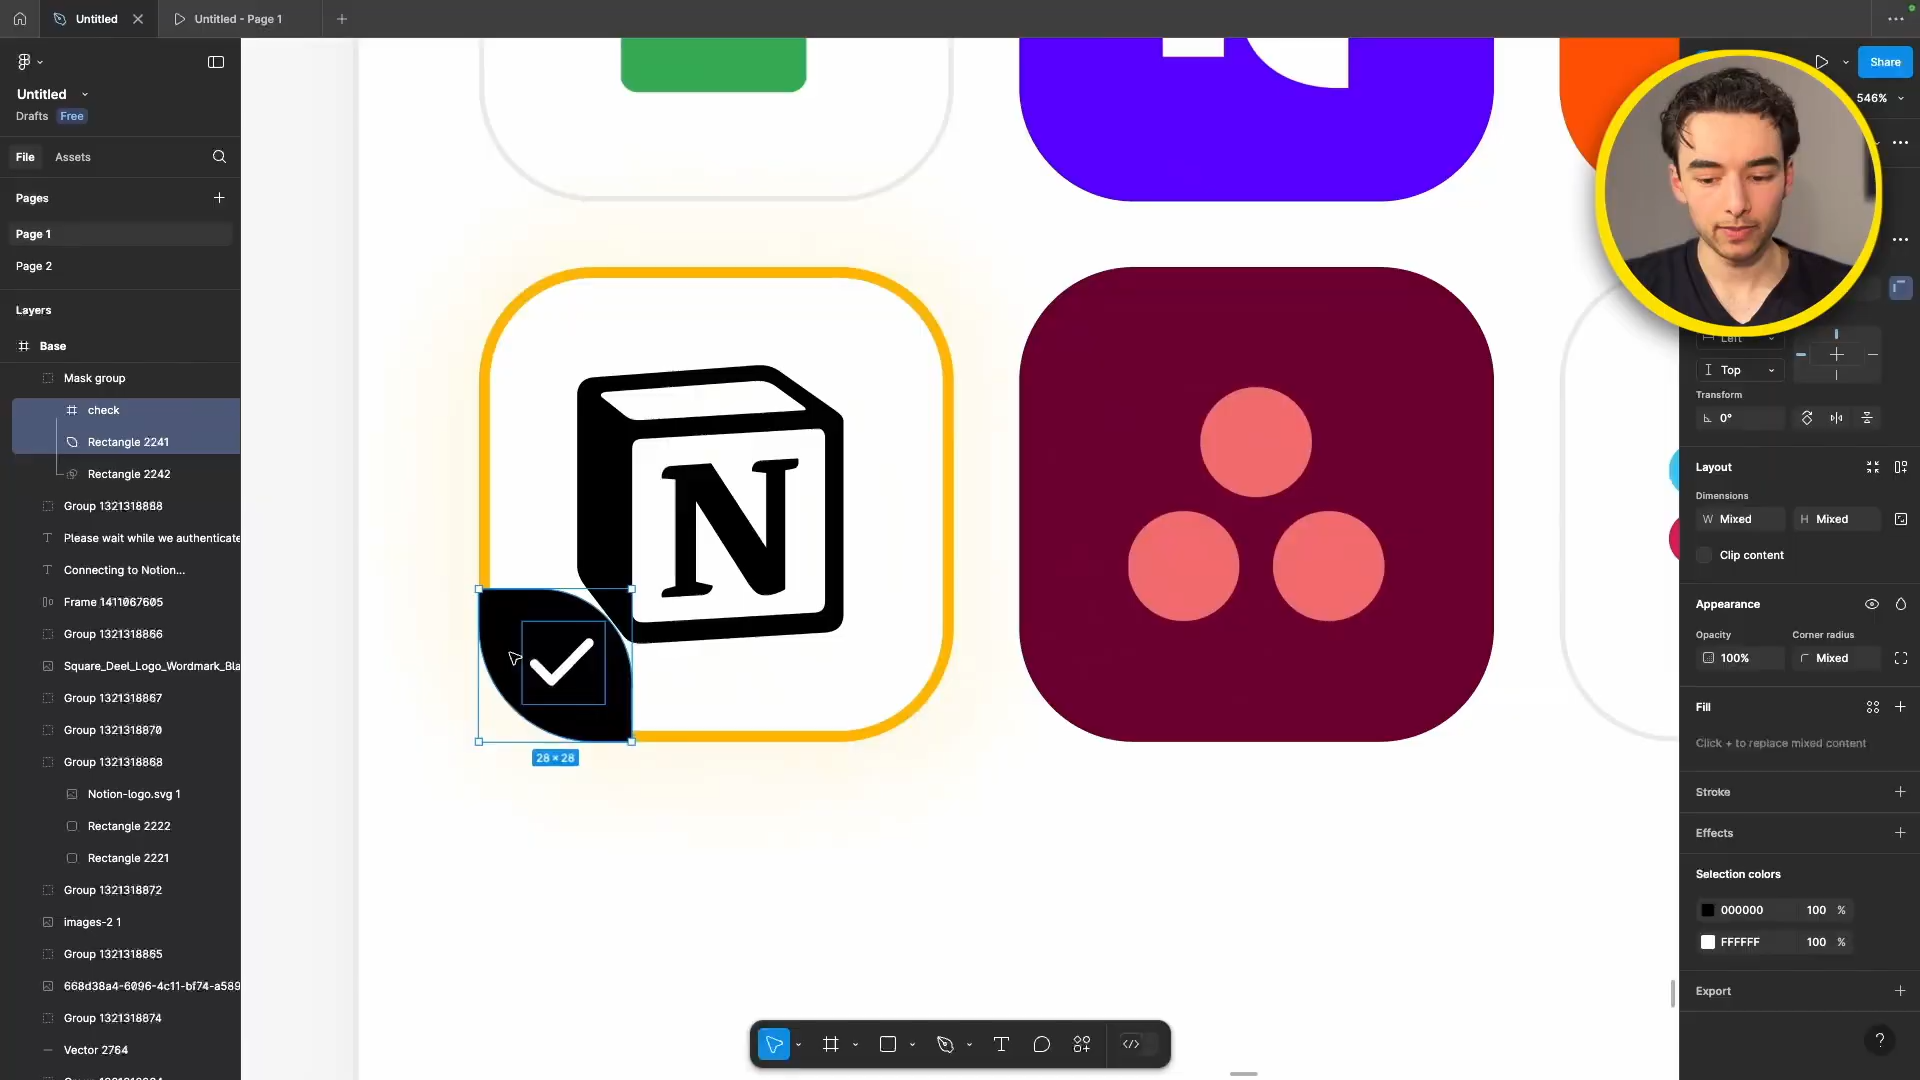 Untitled
Untitled - Page 1
Untitled
Drafts Free
File Assets
Pages
Page 1
Page 2
Layers
Base
Mask group
check
Rectangle 2241
Rectangle 2242
Group 1321318888
Please wait while we authenticate
Connecting to Notion...
Frame 1411067605
Group 1321318866
Square_Deel_Logo_Wordmark_Bla
Group 1321318867
Group 1321318870
Group 1321318868
Notion-logo.svg 1
Rectangle 2222
Rectangle 2221
Group 1321318872
images-2 1
Group 1321318865
668d38a4-6096-4c11-bf74-a589
Group 1321318874
Vector 2764
N
28 × 28
Share
546%
Left
Top
Transform
0°
Layout
Dimensions
W Mixed H Mixed
Clip content
Appearance
Opacity Corner radius
100% Mixed
Fill
Click + to replace mixed content
Stroke
Effects
Selection colors
000000 100 %
FFFFFF 100 %
Export
?